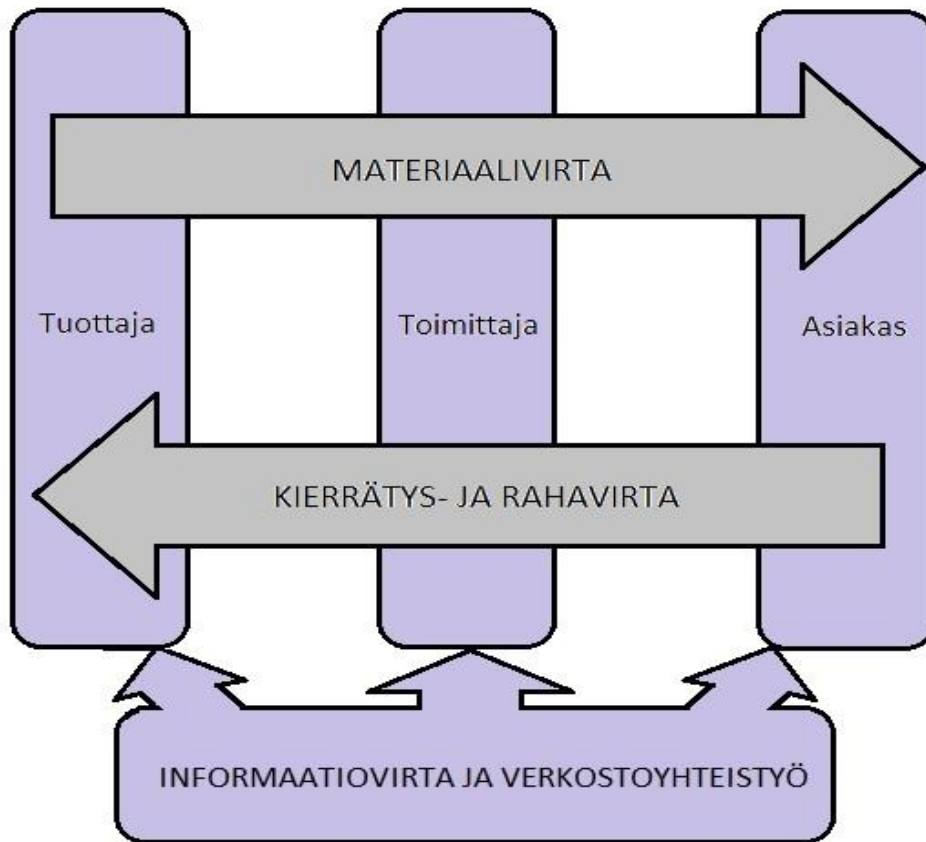 MATERIAALIVIRTA
Tuottaja
Toimittaja
Asiakas
KIERRÄTYS- JA RAHAVIRTA
INFORMAATIOVIRTA JA VERKOSTOYHTEISTYÖ